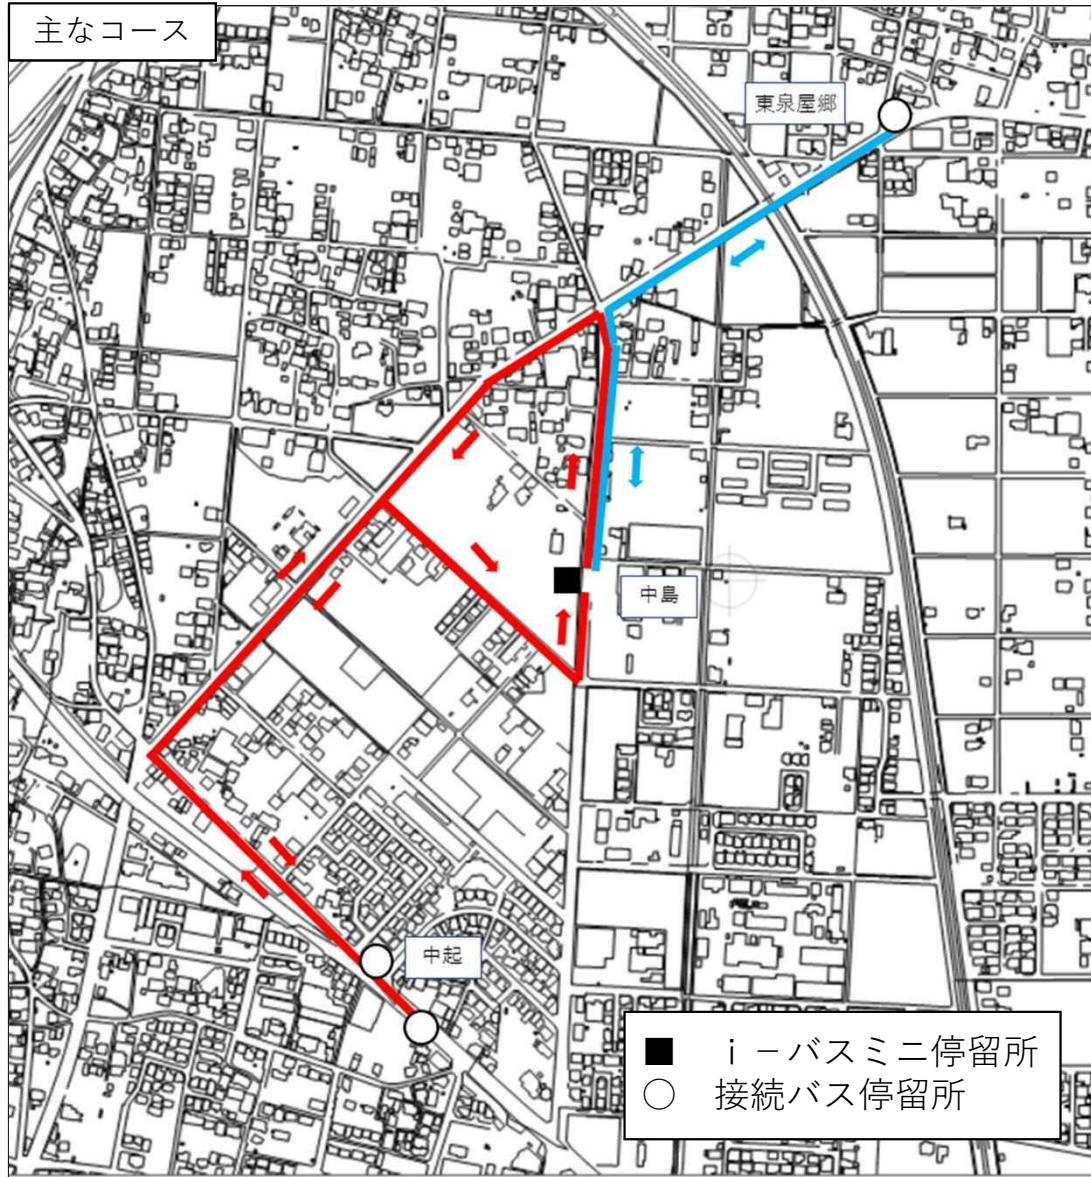 主なコース
東泉屋郷
中島
中起
■ i－バスミニ停留所
○ 接続バス停留所